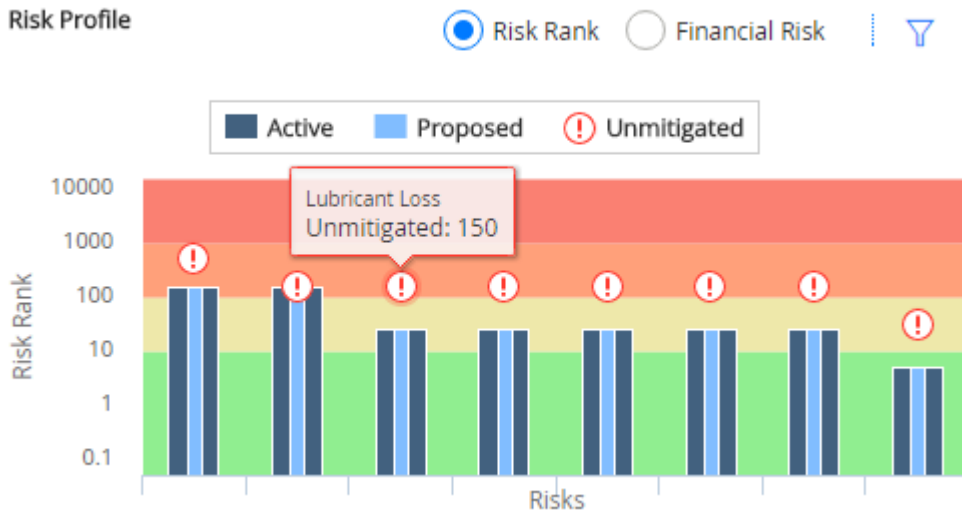 Risk Profile
Risk Rank Financial Risk
Active Proposed Unmitigated
Lubricant Loss
Unmitigated: 150
10000
1000
100
10
1
0.1
Risk Rank
Risks